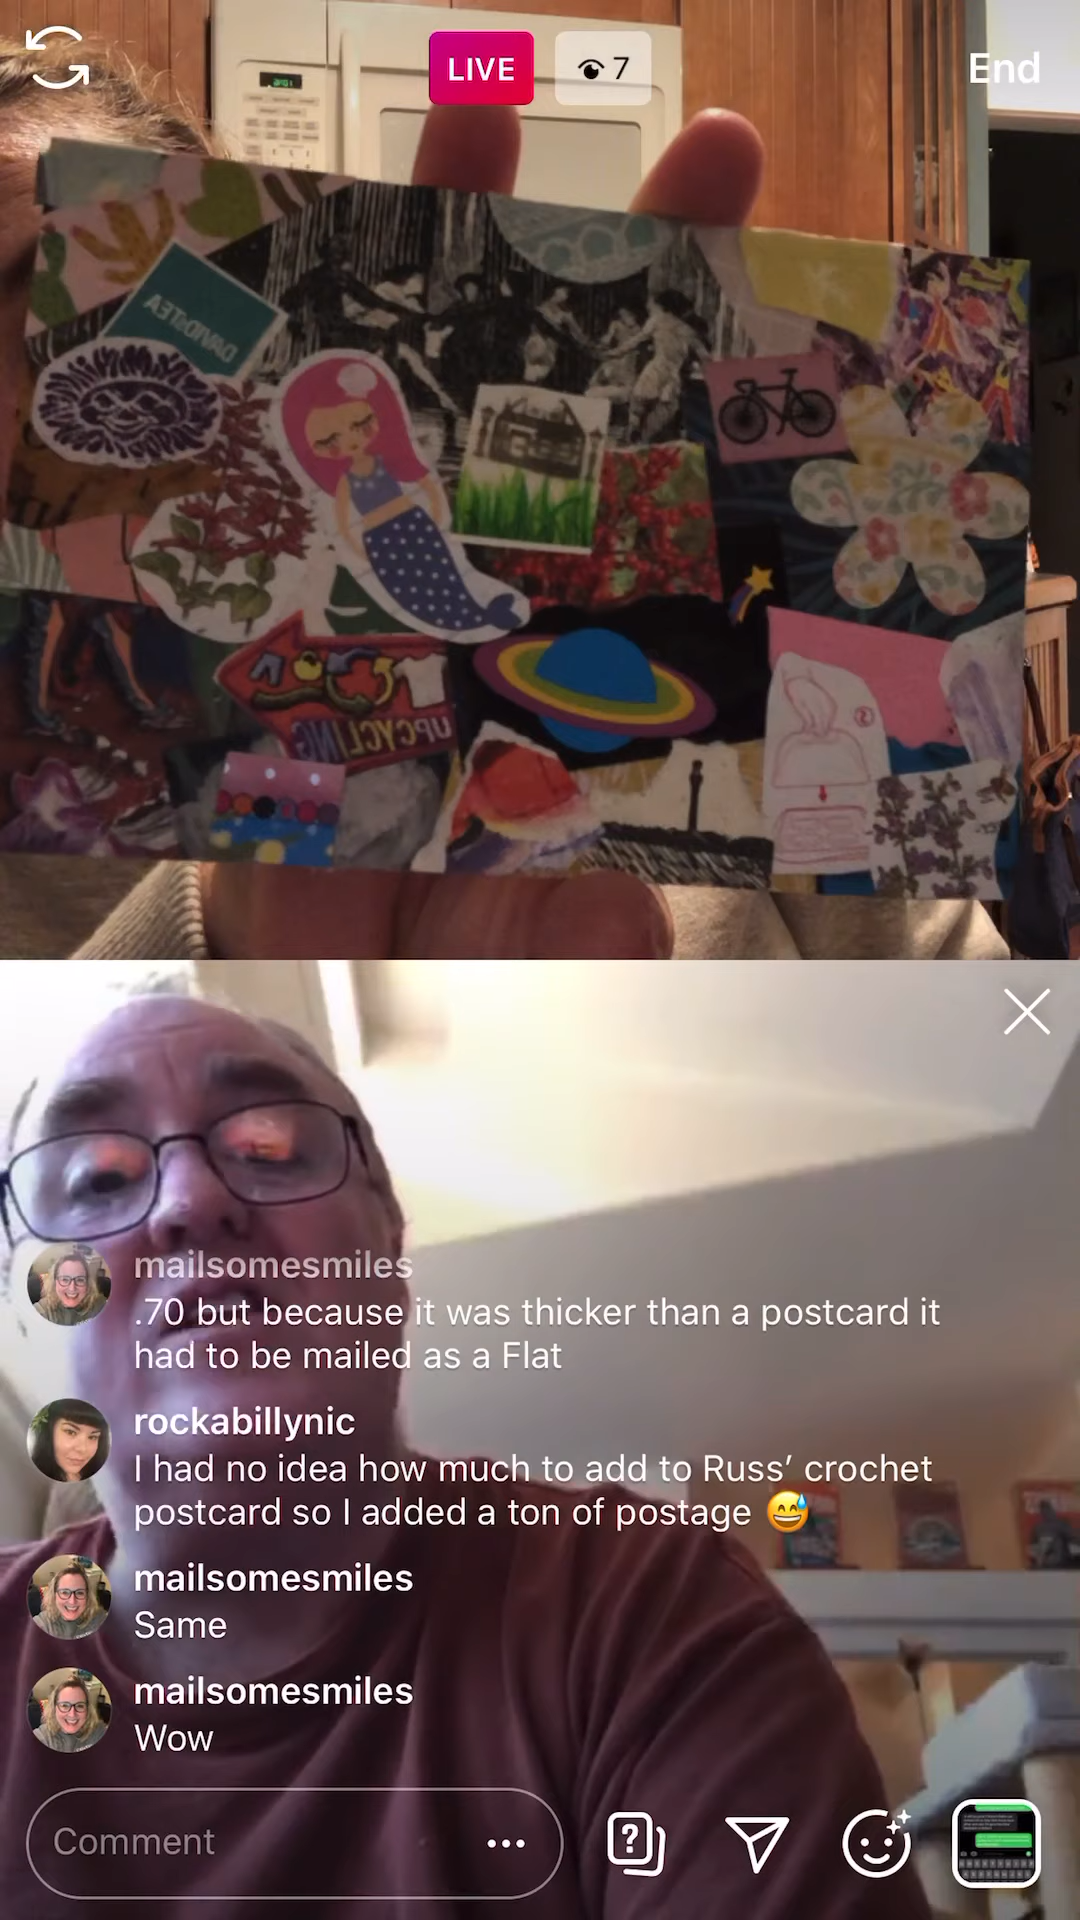 LIVE
7
End
DAVIDsTEA
UPCYCLING
mailsomesmiles
.70 but because it was thicker than a postcard it
had to be mailed as a Flat
rockabillynic
I had no idea how much to add to Russ’ crochet
postcard so I added a ton of postage 😅
mailsomesmiles
Same
mailsomesmiles
Wow
Comment